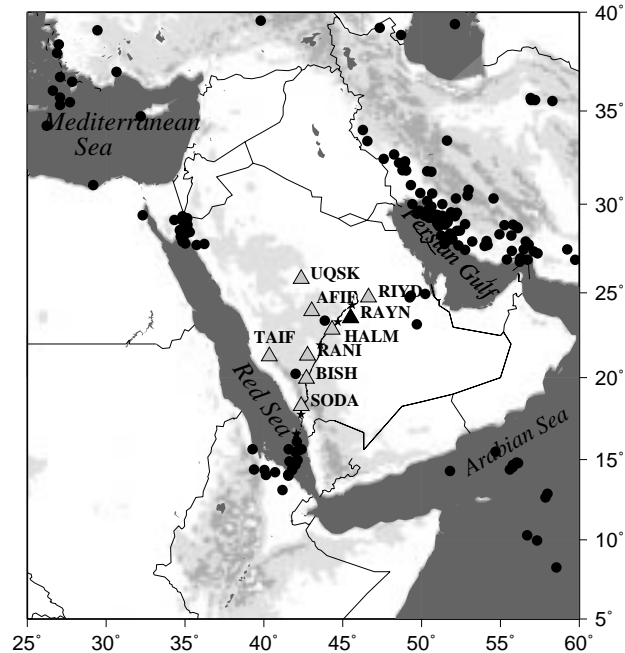 40°
35°
Mediterranean
Sea
30°
Persian Gulf
UQSK
25°
AFIF
RIYD
RAYN
TAIF
HALM
RANI
BISH
20°
Red Sea
SODA
Arabian Sea
15°
10°
5°
25° 30° 35° 40° 45° 50° 55° 60°